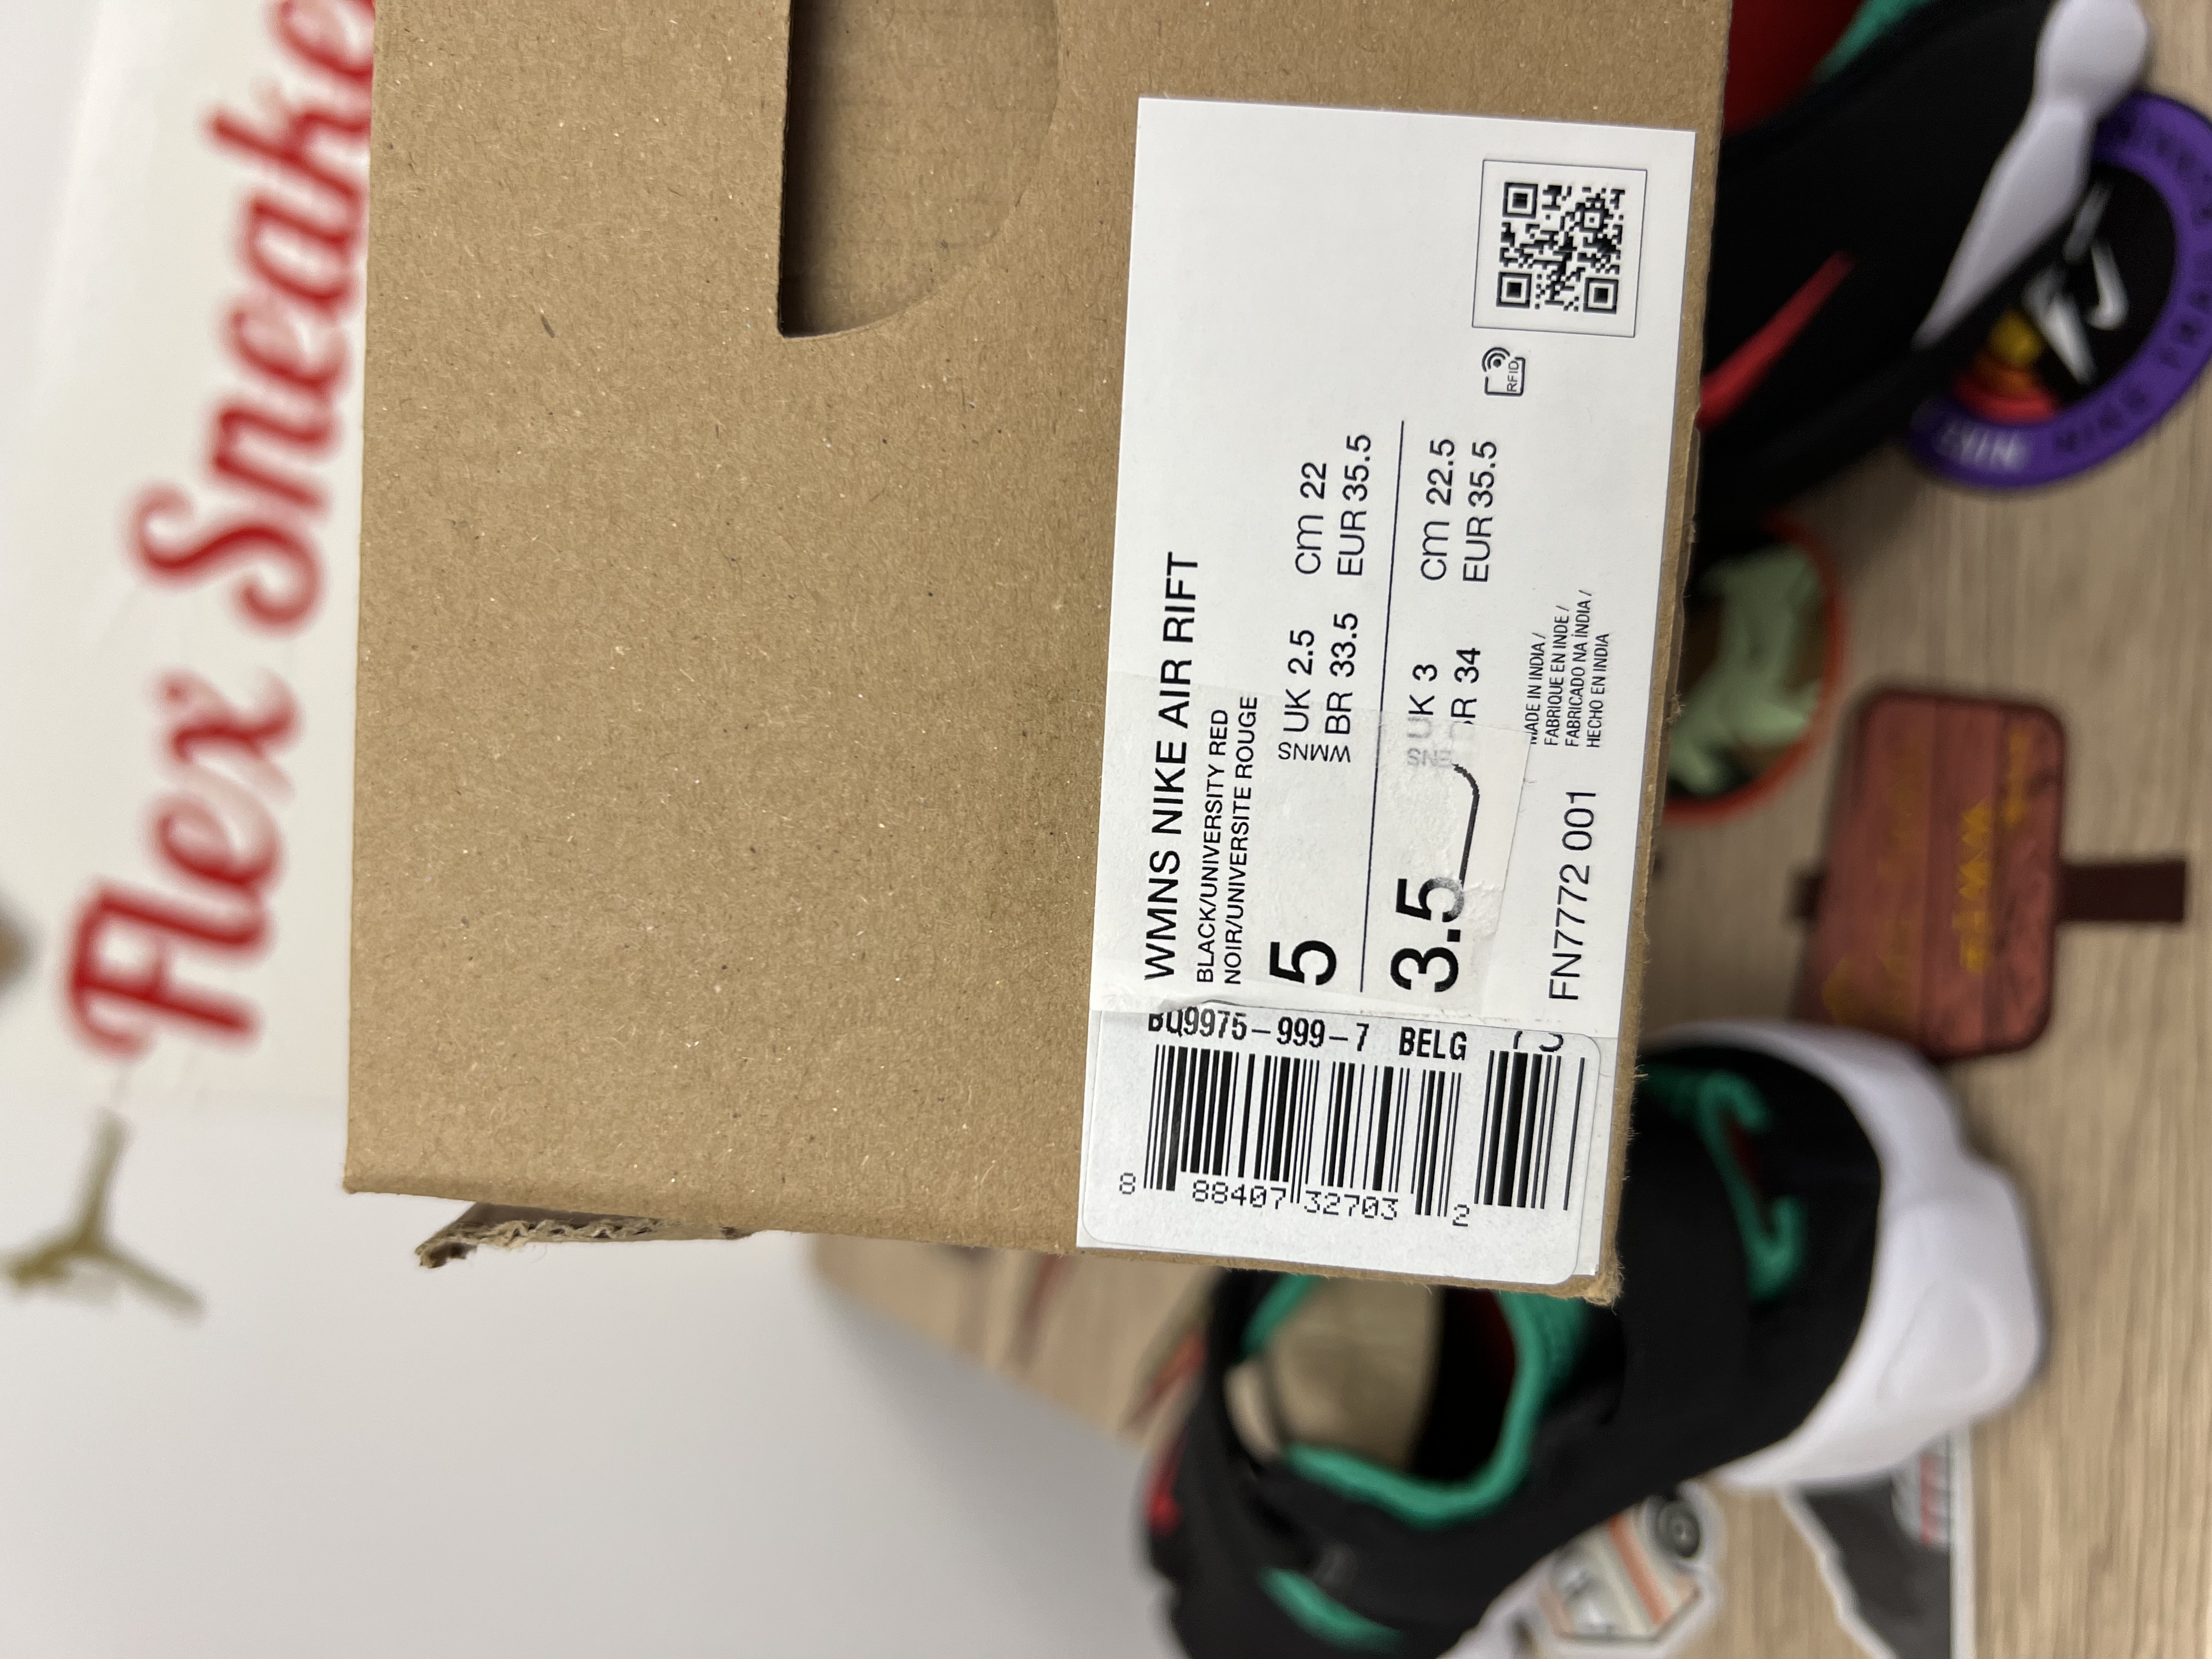 Flex Sneake
WMNS NIKE AIR RIFT
BLACK/UNIVERSITY RED
NOIR/UNIVERSITE ROUGE
5
WMNS
UK 2.5
cm 22
BR 33.5
EUR 35.5
3.5
ENS
UK 3
cm 22.5
BR 34
EUR 35.5
RFID
FN7772 001
MADE IN INDIA /
FABRIQUE EN INDE /
FABRICADO NA ÍNDIA /
HECHO EN INDIA
BQ9975-999-7 BELG
8 88407 32703 2